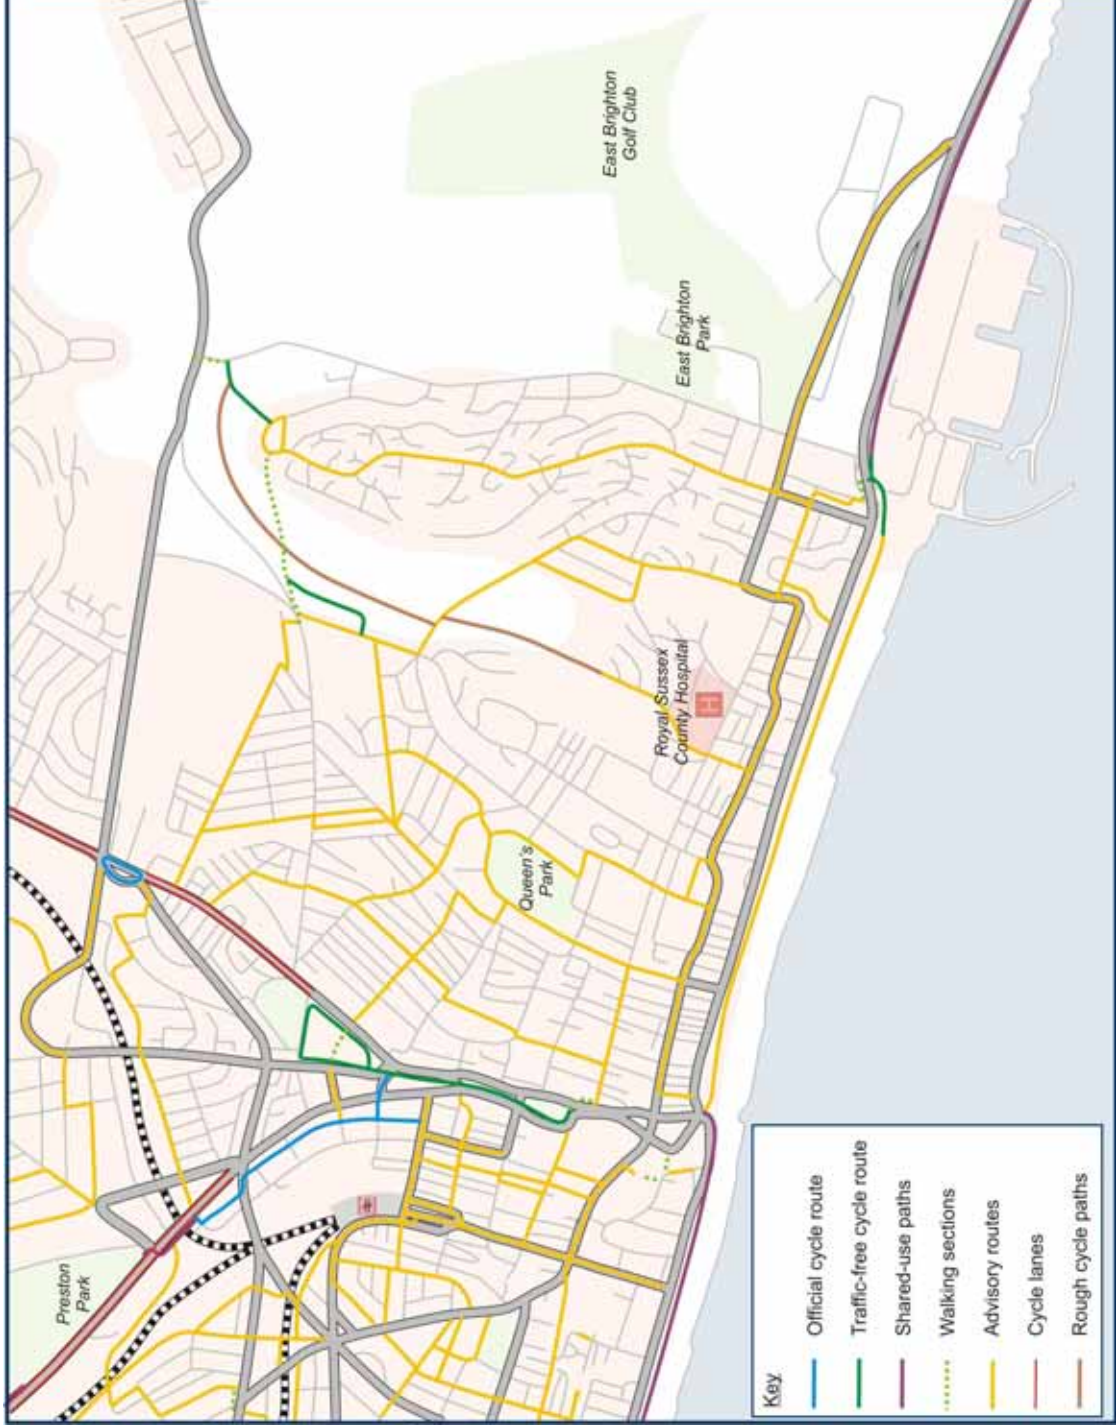 East Brighton
Golf Club
East Brighton
Park
Royal Sussex
County Hospital
H
Queen's
Park
Preston
Park
Key
Official cycle route
Traffic-free cycle route
Shared-use paths
Walking sections
Advisory routes
Cycle lanes
Rough cycle paths